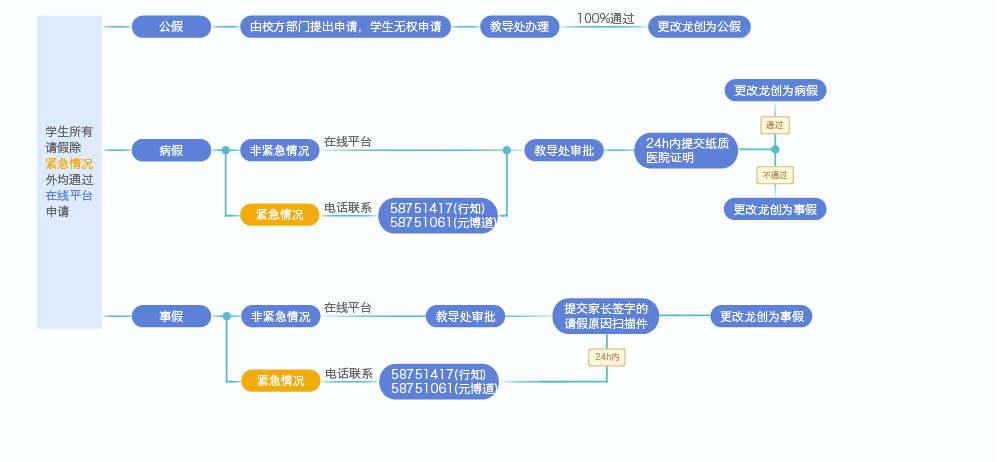 学生所有
请假除
紧急情况
外均通过
在线平台
申请
公假
由校方部门提出申请，学生无权申请
教导处办理
100%通过
更改龙创为公假
病假
非紧急情况
在线平台
紧急情况
电话联系
58751417(行知)
58751061(元博道)
教导处审批
24h内提交纸质
医院证明
通过
更改龙创为病假
不通过
更改龙创为事假
事假
非紧急情况
在线平台
教导处审批
提交家长签字的
请假原因扫描件
更改龙创为事假
紧急情况
电话联系
58751417(行知)
58751061(元博道)
24h内